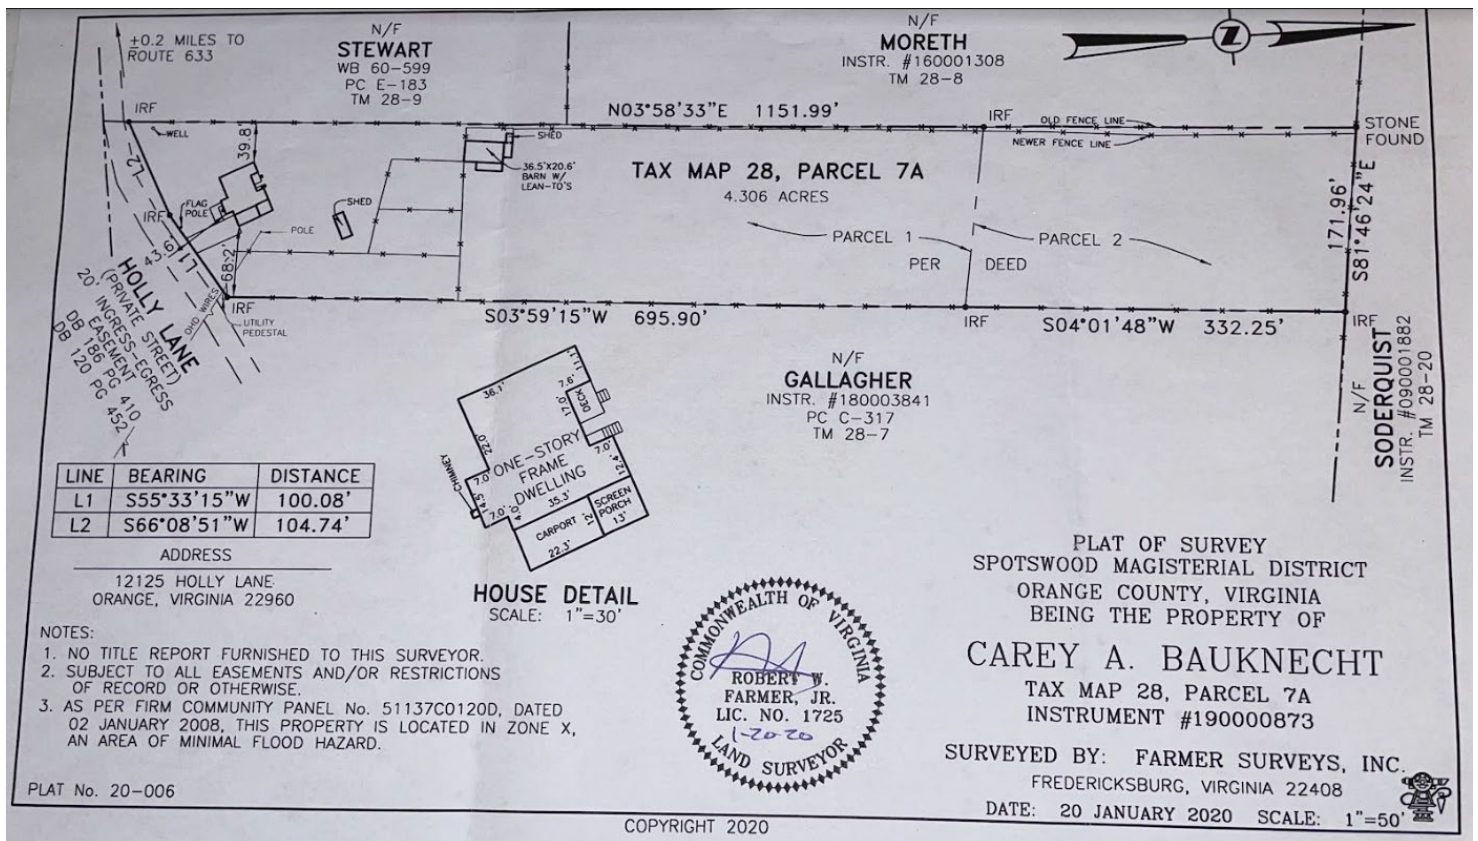 ±0.2 MILES TO
ROUTE 633
N/F
STEWART
WB 60-599
PC E-183
TM 28-9
N/F
MORETH
INSTR. #160001308
TM 28-8
Z
IRF
WELL
39.8'
SHED
N03°58'33"E 1151.99'
IRF
OLD FENCE LINE
NEWER FENCE LINE
STONE
FOUND
L2
36.5'X20.6'
BARN W/
LEAN-TO'S
TAX MAP 28, PARCEL 7A
4.306 ACRES
171.96'
S81°46'24"E
IRF
FLAG
POLE
SHED
POLE
PARCEL 1
PARCEL 2
PER
DEED
43.6'
L1
68.2'
HOLLY LANE
(PRIVATE STREET)
20' INGRESS-EGRESS
EASEMENT
DB 186 PG 410
DB 120 PG 452
OHD WIRES
IRF
UTILITY
PEDESTAL
S03°59'15"W 695.90'
IRF
S04°01'48"W 332.25'
IRF
N/F
SODERQUIST
INSTR. #090001882
TM 28-20
N/F
GALLAGHER
INSTR. #180003841
PC C-317
TM 28-7
LINE BEARING DISTANCE
L1 S55°33'15"W 100.08'
L2 S66°08'51"W 104.74'
ADDRESS
12125 HOLLY LANE
ORANGE, VIRGINIA 22960
36.1'
11.1'
7.6'
17.0'
DECK
22.0'
ONE-STORY
FRAME
DWELLING
7.0'
12.4'
CHIMNEY
7.0'
14.5'
7.0'
4.0'
35.3'
CARPORT
22.3'
12'
SCREEN
PORCH
13'
HOUSE DETAIL
SCALE: 1"=30'
NOTES:
1. NO TITLE REPORT FURNISHED TO THIS SURVEYOR.
2. SUBJECT TO ALL EASEMENTS AND/OR RESTRICTIONS
OF RECORD OR OTHERWISE.
3. AS PER FIRM COMMUNITY PANEL No. 51137C0120D, DATED
02 JANUARY 2008, THIS PROPERTY IS LOCATED IN ZONE X,
AN AREA OF MINIMAL FLOOD HAZARD.
PLAT No. 20-006
COMMONWEALTH OF VIRGINIA
ROBERT W.
FARMER, JR.
LIC. NO. 1725
1-20-20
LAND SURVEYOR
PLAT OF SURVEY
SPOTSWOOD MAGISTERIAL DISTRICT
ORANGE COUNTY, VIRGINIA
BEING THE PROPERTY OF
CAREY A. BAUKNECHT
TAX MAP 28, PARCEL 7A
INSTRUMENT #190000873
SURVEYED BY: FARMER SURVEYS, INC.
FREDERICKSBURG, VIRGINIA 22408
DATE: 20 JANUARY 2020 SCALE: 1"=50'
COPYRIGHT 2020